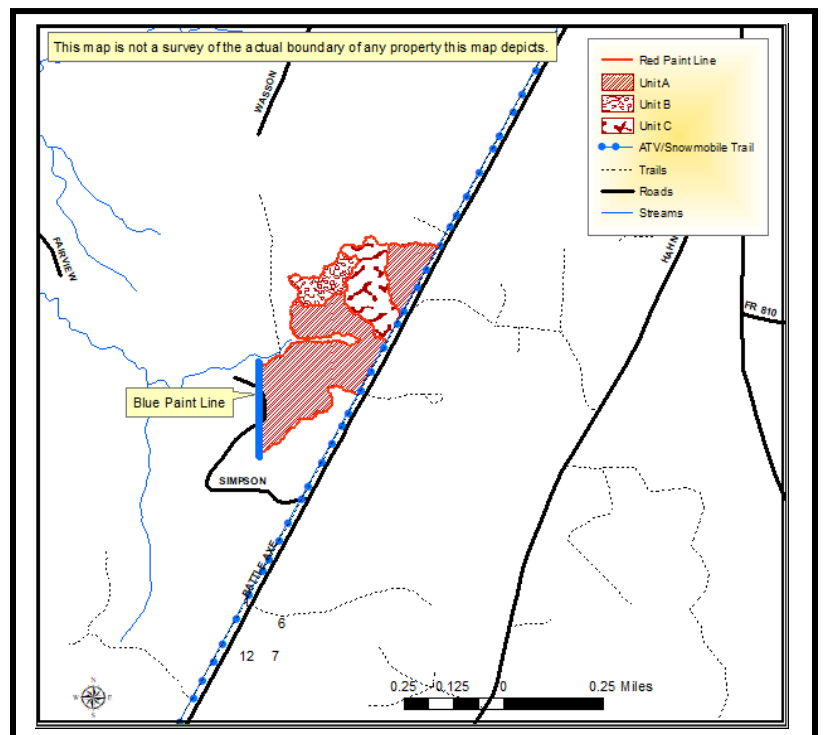 This map is not a survey of the actual boundary of any property this map depicts.
WASSON
Red Paint Line
Unit A
Unit B
Unit C
ATV/Snowmobile Trail
Trails
Roads
Streams
FAIRVIEW
HAHN
FR 810
Blue Paint Line
SIMPSON
BATTLE AXE
6
12 7
N
W E
S
0.25 0.125 0 0.25 Miles